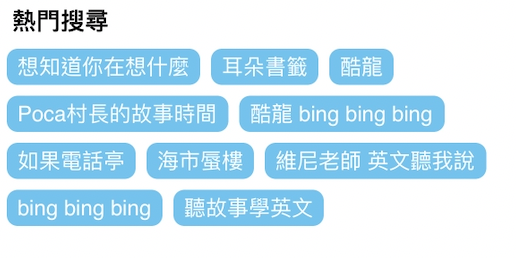 熱門搜尋
想知道你在想什麼 耳朵書籤 酷龍
Poca村長的故事時間 酷龍 bing bing bing
如果電話亭 海市蜃樓 維尼老師 英文聽我說
bing bing bing 聽故事學英文